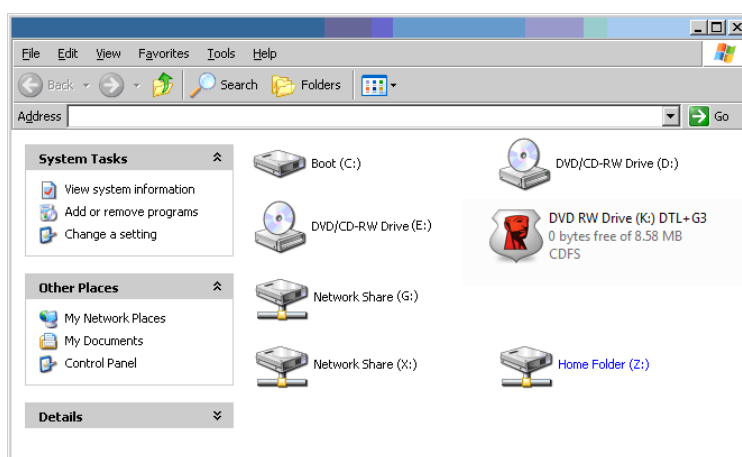 File Edit View Favorites Tools Help
Back Search Folders
Address Go
System Tasks
View system information
Add or remove programs
Change a setting
Other Places
My Network Places
My Documents
Control Panel
Details
Boot (C:)
DVD/CD-RW Drive (D:)
DVD/CD-RW Drive (E:)
DVD RW Drive (K:) DTL+G3
0 bytes free of 8.58 MB
CDFS
Network Share (G:)
Network Share (X:)
Home Folder (Z:)